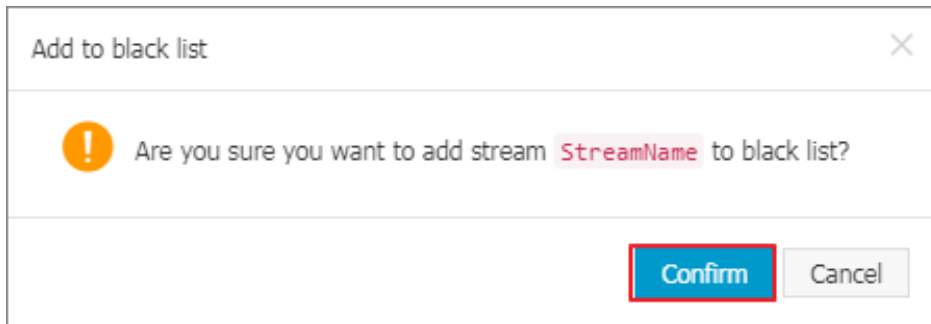 Add to black list
Are you sure you want to add stream StreamName to black list?
Confirm Cancel